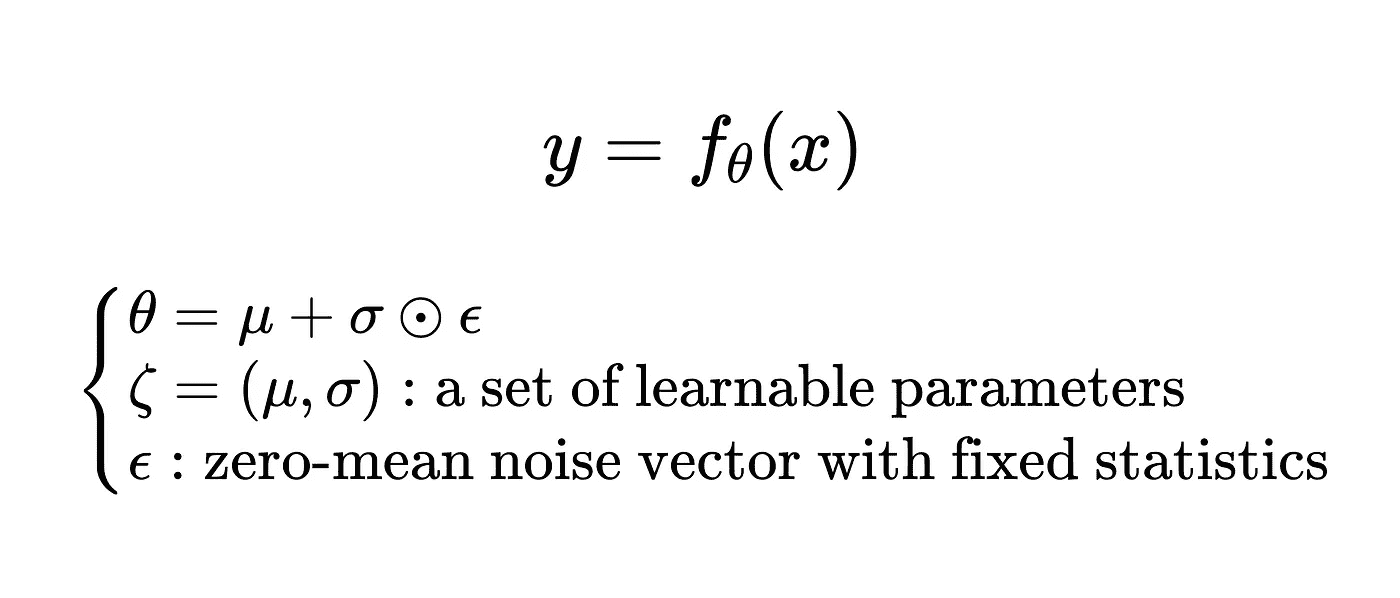 y = f_θ(x)
θ = μ + σ ⊙ ϵ
ζ = (μ, σ) : a set of learnable parameters
ϵ : zero-mean noise vector with fixed statistics